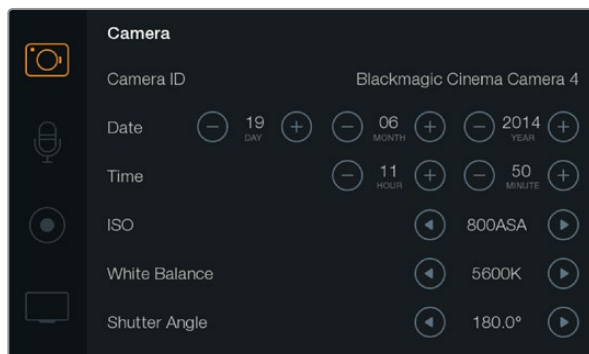 Camera
Camera ID Blackmagic Cinema Camera 4
Date 19 DAY 06 MONTH 2014 YEAR
Time 11 HOUR 50 MINUTE
ISO 800ASA
White Balance 5600K
Shutter Angle 180.0°